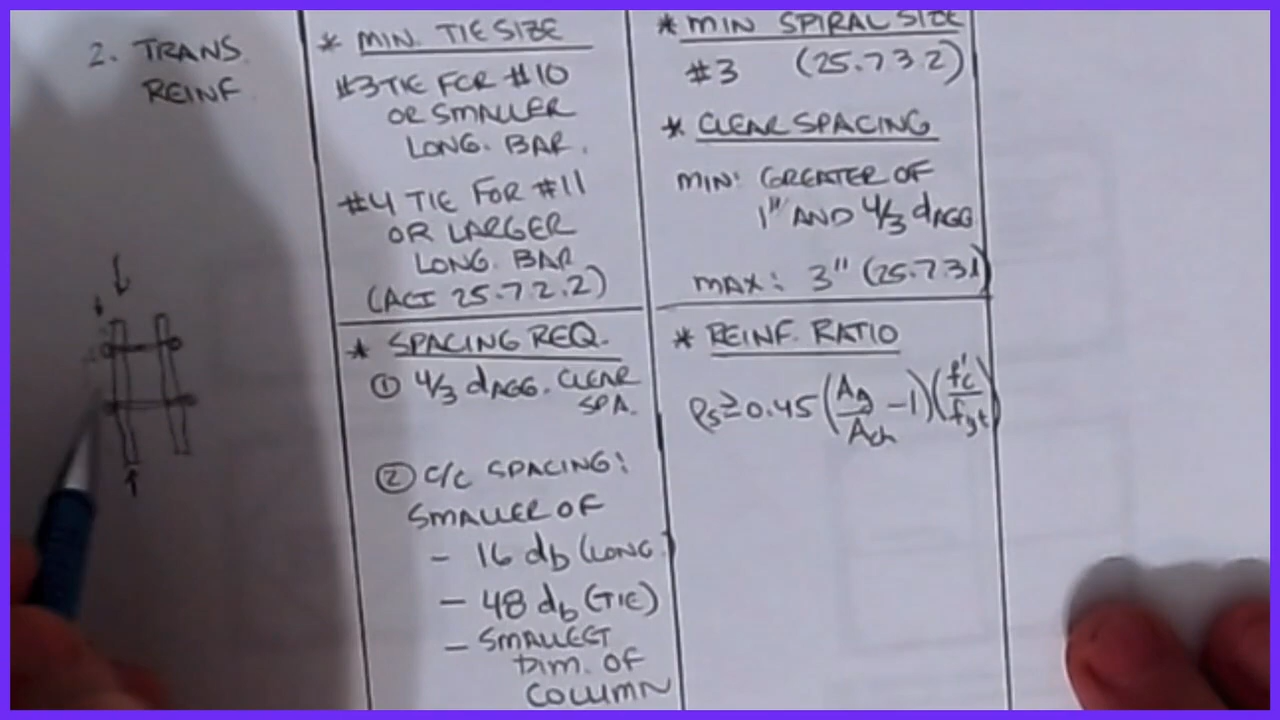 2. TRANS.
REINF.
* MIN. TIE SIZE
#3 TIE FOR #10
OR SMALLER
LONG. BAR.
#4 TIE FOR #11
OR LARGER
LONG. BAR
(ACI 25.7.2.2)
* SPACING REQ.
① 4/3 dAGG. CLEAR
SPA.
② C/C SPACING:
SMALLER OF
- 16 db (LONG.)
- 48 db (TIE)
- SMALLEST
DIM. OF
COLUMN
* MIN SPIRAL SIZE
#3 (25.7.3.2)
* CLEAR SPACING
MIN: GREATER OF
1" AND 4/3 dAGG
MAX: 3" (25.7.3.1)
* REINF. RATIO
ρs ≥ 0.45 (Ag/Ach - 1)(f'c/fyt)